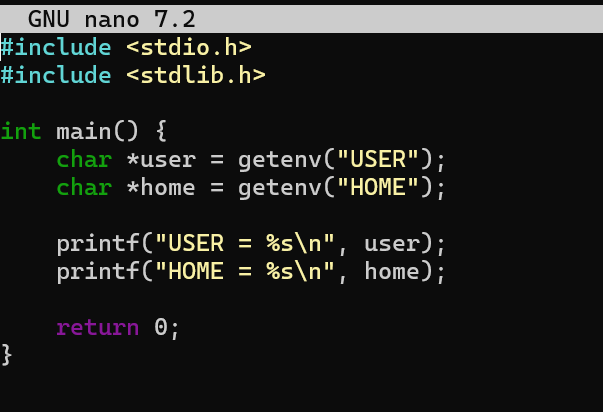 GNU nano 7.2
#include <stdio.h>
#include <stdlib.h>
int main() {
    char *user = getenv("USER");
    char *home = getenv("HOME");
    printf("USER = %s\n", user);
    printf("HOME = %s\n", home);
    return 0;
}